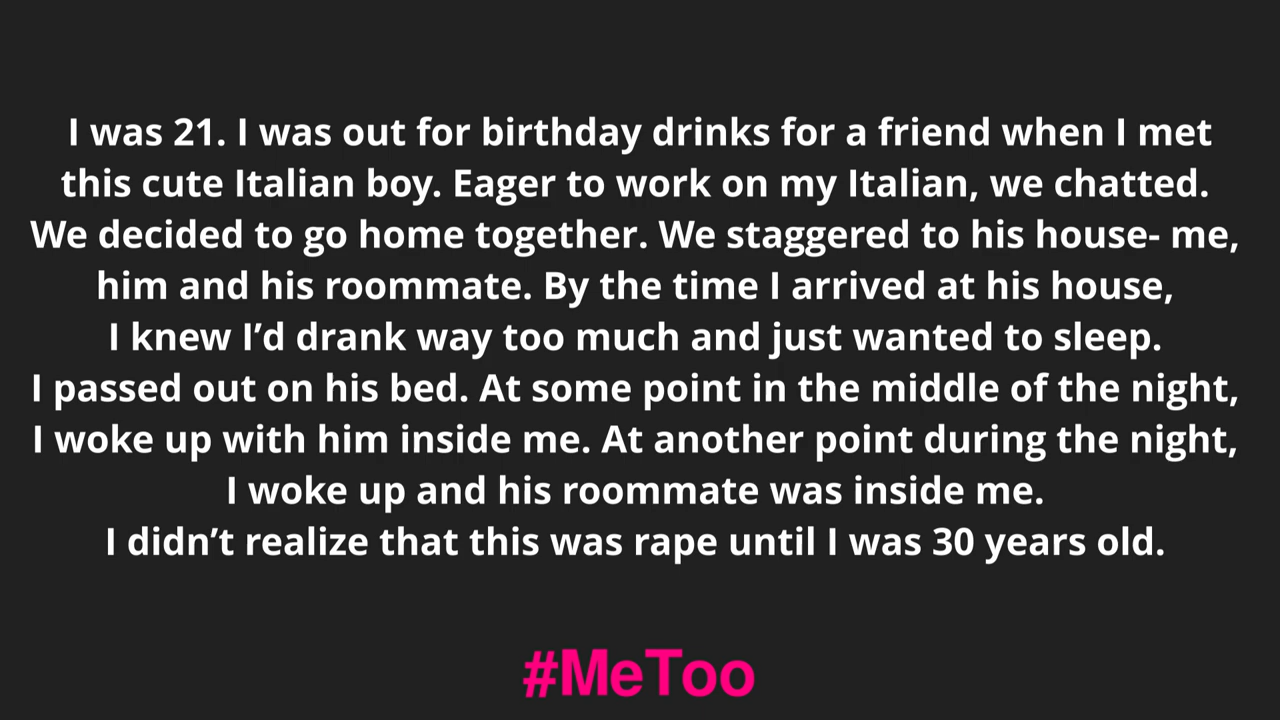 I was 21. I was out for birthday drinks for a friend when I met
this cute Italian boy. Eager to work on my Italian, we chatted.
We decided to go home together. We staggered to his house- me,
him and his roommate. By the time I arrived at his house,
I knew I’d drank way too much and just wanted to sleep.
I passed out on his bed. At some point in the middle of the night,
I woke up with him inside me. At another point during the night,
I woke up and his roommate was inside me.
I didn’t realize that this was rape until I was 30 years old.
#MeToo